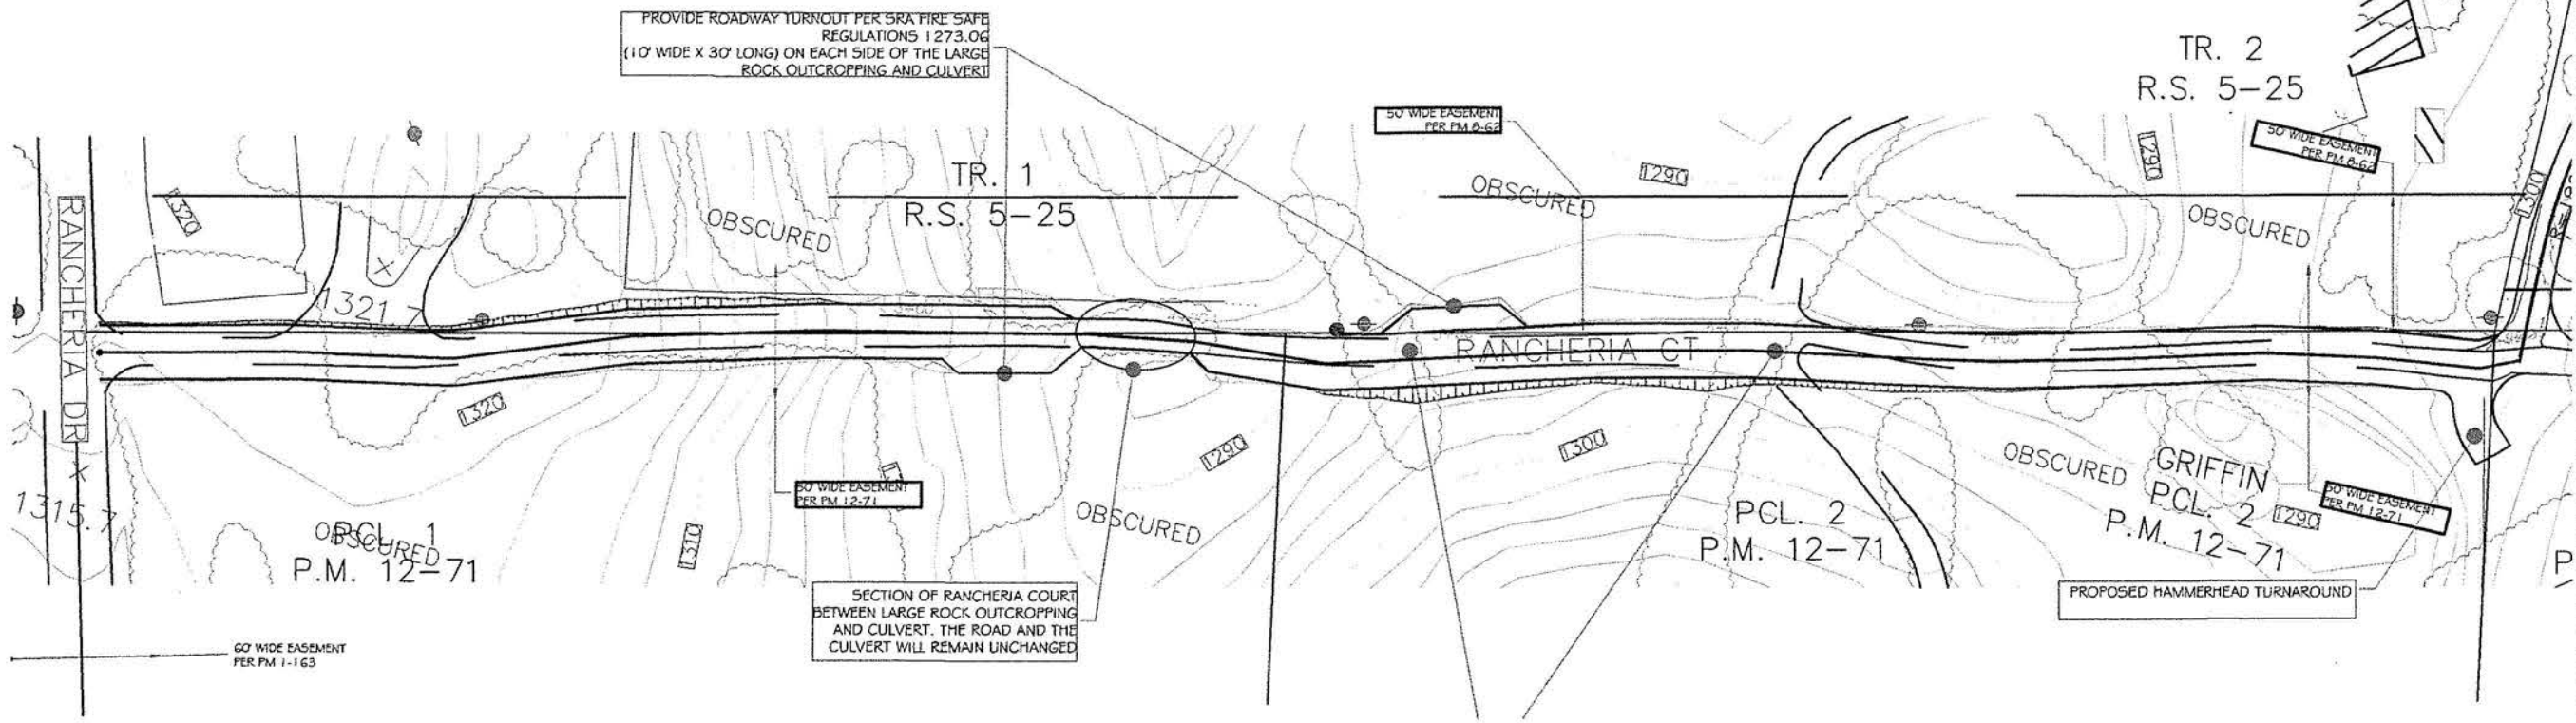 PROVIDE ROADWAY TURNOUT PER SRA FIRE SAFE
REGULATIONS 1273.06
(10' WIDE X 30' LONG) ON EACH SIDE OF THE LARGE
ROCK OUTCROPPING AND CULVERT
TR. 2
R.S. 5-25
50' WIDE EASEMENT
PER PM 8-62
50' WIDE EASEMENT
PER PM 8-62
TR. 1
R.S. 5-25
1290
1290
1300
1320
OBSCURED
OBSCURED
OBSCURED
RANCHERIA DR
1321.7
RANCHERIA CT
1320
1290
1300
1310
1290
50' WIDE EASEMENT
PER PM 12-71
50' WIDE EASEMENT
PER PM 12-71
OBSCURED
OBSCURED
GRIFFIN
PCL. 2
P.M. 12-71
PCL. 2
P.M. 12-71
1315.7
OBSCURED
PCL. 1
P.M. 12-71
SECTION OF RANCHERIA COURT
BETWEEN LARGE ROCK OUTCROPPING
AND CULVERT. THE ROAD AND THE
CULVERT WILL REMAIN UNCHANGED
PROPOSED HAMMERHEAD TURNAROUND
60' WIDE EASEMENT
PER PM 1-163